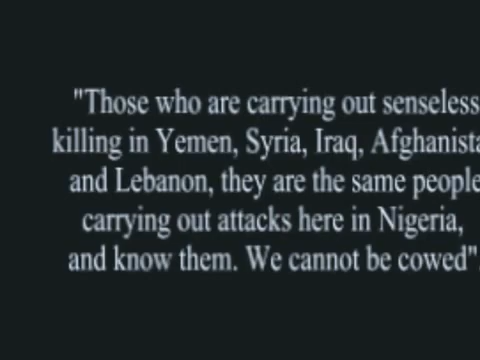 "Those who are carrying out senseless
killing in Yemen, Syria, Iraq, Afghanista
and Lebanon, they are the same people
carrying out attacks here in Nigeria,
and know them. We cannot be cowed".